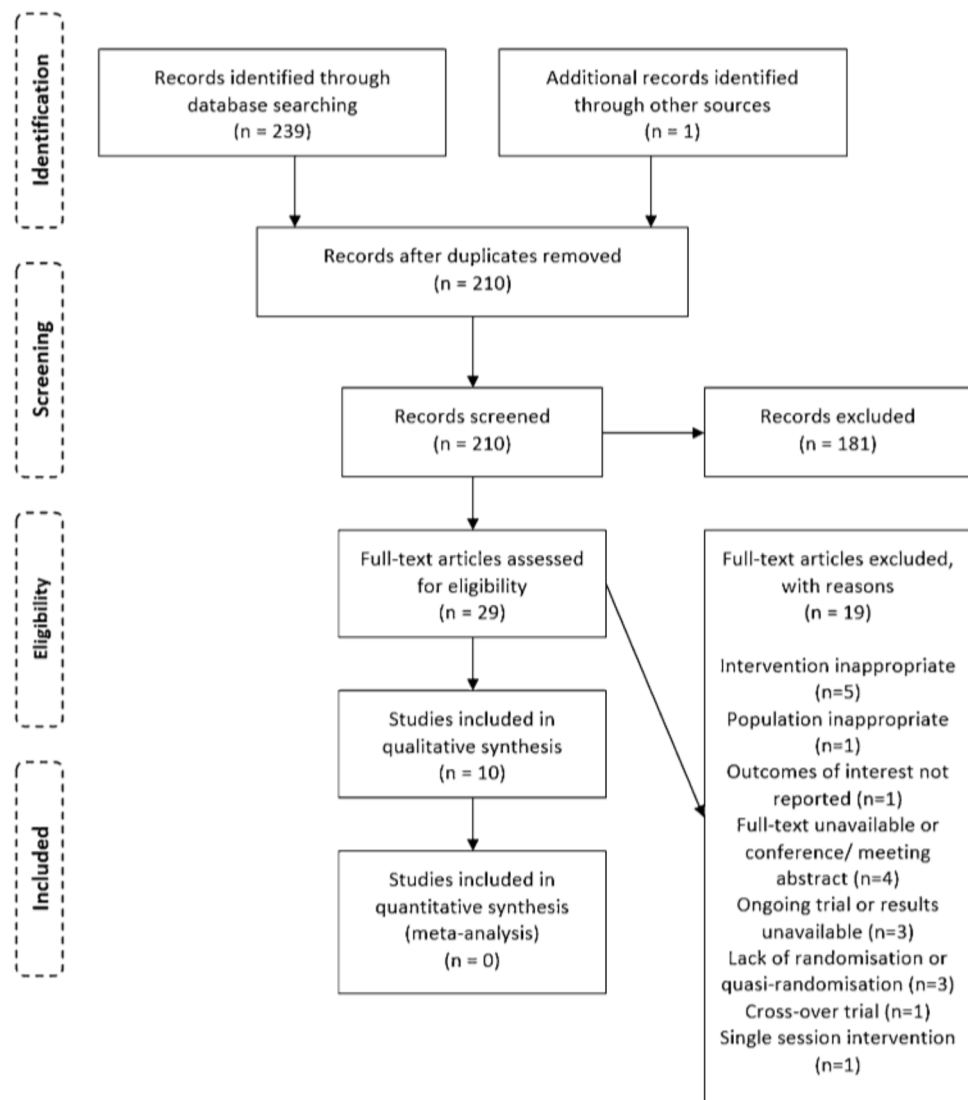 Identification
Records identified through
database searching
(n = 239)
Additional records identified
through other sources
(n = 1)
Records after duplicates removed
(n = 210)
Screening
Records screened
(n = 210)
Records excluded
(n = 181)
Eligibility
Full-text articles assessed
for eligibility
(n = 29)
Full-text articles excluded,
with reasons
(n = 19)
Intervention inappropriate
(n=5)
Population inappropriate
(n=1)
Outcomes of interest not
reported (n=1)
Full-text unavailable or
conference/ meeting
abstract (n=4)
Ongoing trial or results
unavailable (n=3)
Lack of randomisation or
quasi-randomisation (n=3)
Cross-over trial (n=1)
Single session intervention
(n=1)
Studies included in
qualitative synthesis
(n = 10)
Included
Studies included in
quantitative synthesis
(meta-analysis)
(n = 0)